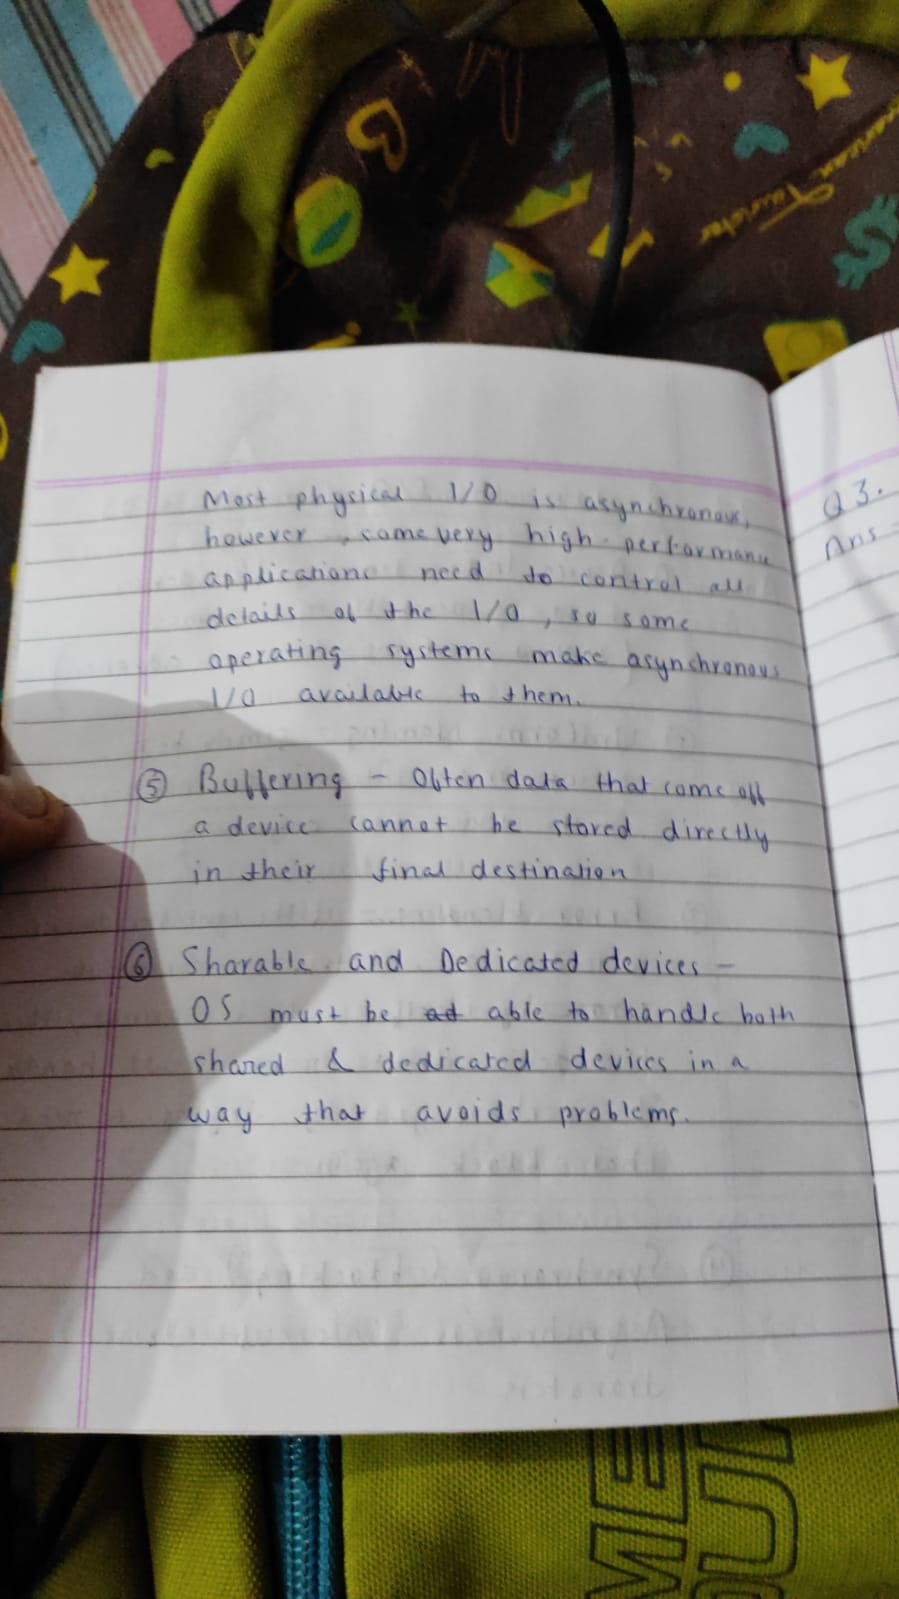 Most physical I/O is asynchronous,
however, some very high performance
applications need to control all
details of the I/O, so some
operating systems make asynchronous
I/O available to them.
⑤ Buffering - Often data that come off
a device cannot be stored directly
in their final destination
⑥ Sharable and Dedicated devices -
OS must be able to handle both
shared & dedicated devices in a
way that avoids problems.
Q3.
Ans -